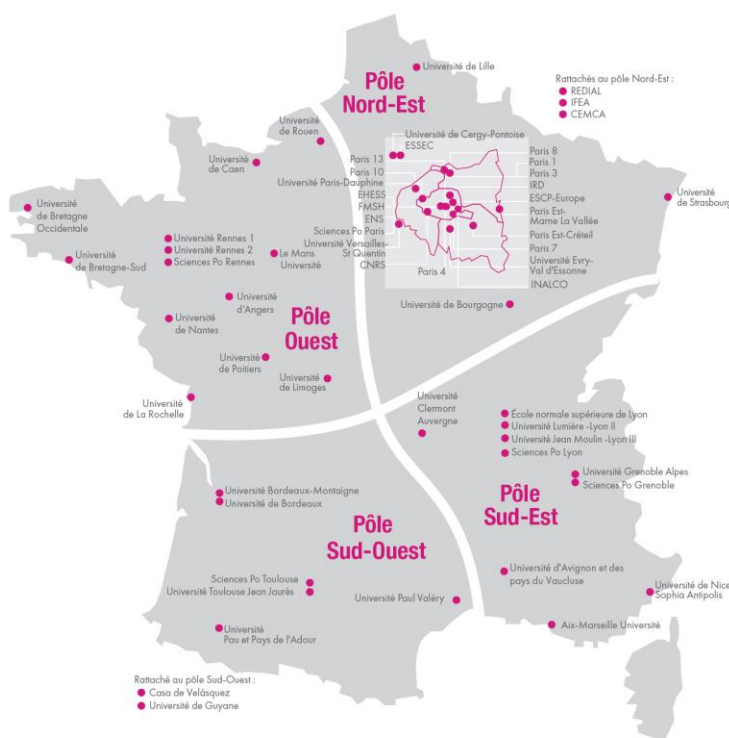 Université de Lille
Pôle
Nord-Est
Rattachés au pôle Nord-Est :
REDIAL
IFEA
CEMCA
Université
de Rouen
Université
de Caen
Université de Cergy-Pontoise
ESSEC
Paris 13
Paris 10
Université Paris-Dauphine
EHESS
FMSH
ENS
Sciences Po Paris
Université Versailles-
St Quentin
CNRS
Paris 4
Paris 8
Paris 1
Paris 3
IRD
ESCP-Europe
Paris Est-
Marne La Vallée
Paris Est-Créteil
Paris 7
Université Evry-
Val d'Essonne
INALCO
Université
de Strasbourg
Université
de Bretagne
Occidentale
Université
de Bretagne-Sud
Université Rennes 1
Université Rennes 2
Sciences Po Rennes
Le Mans
Université
Université
d'Angers
Université
de Nantes
Pôle
Ouest
Université de Bourgogne
Université
de Poitiers
Université
de Limoges
Université
de La Rochelle
Université
Clermont
Auvergne
École normale supérieure de Lyon
Université Lumière -Lyon II
Université Jean Moulin -Lyon III
Sciences Po Lyon
Université Grenoble Alpes
Sciences Po Grenoble
Pôle
Sud-Est
Université Bordeaux-Montaigne
Université de Bordeaux
Pôle
Sud-Ouest
Sciences Po Toulouse
Université Toulouse Jean Jaurès
Université Paul Valéry
Université d'Avignon et des
pays du Vaucluse
Université de Nice
Sophia Antipolis
Aix-Marseille Université
Université
Pau et Pays de l'Adour
Rattaché au pôle Sud-Ouest :
Casa de Velásquez
Université de Guyane